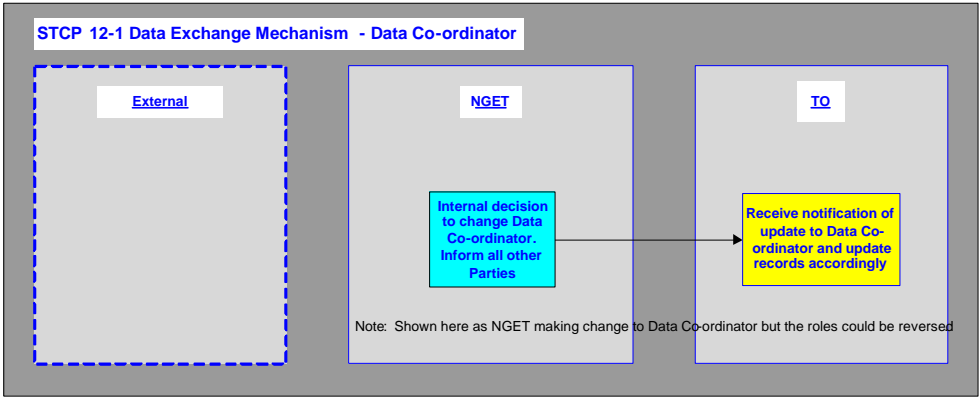 STCP 12-1 Data Exchange Mechanism - Data Co-ordinator
External
NGET
TO
Internal decision
to change Data
Co-ordinator.
Inform all other
Parties
Receive notification of
update to Data Co-
ordinator and update
records accordingly
Note: Shown here as NGET making change to Data Co-ordinator but the roles could be reversed